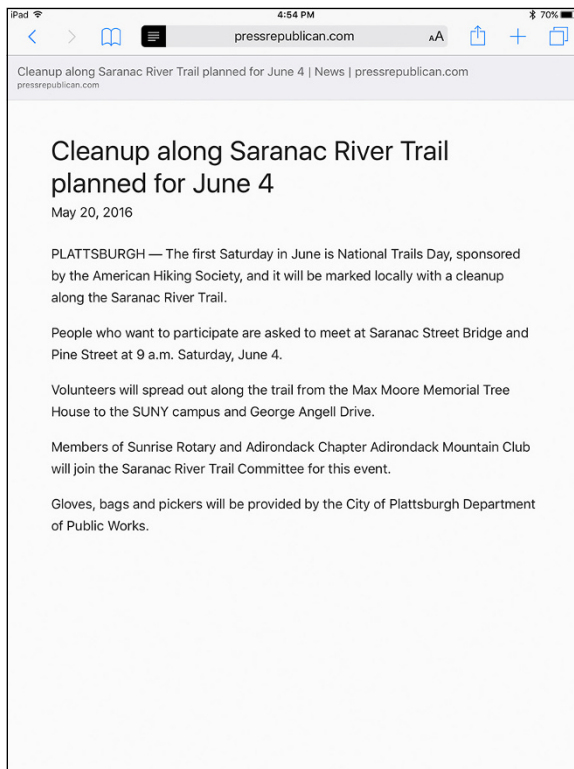 iPad
4:54 PM
70%
pressrepublican.com
AA
Cleanup along Saranac River Trail planned for June 4 | News | pressrepublican.com
pressrepublican.com
Cleanup along Saranac River Trail
planned for June 4
May 20, 2016
PLATTSBURGH — The first Saturday in June is National Trails Day, sponsored
by the American Hiking Society, and it will be marked locally with a cleanup
along the Saranac River Trail.
People who want to participate are asked to meet at Saranac Street Bridge and
Pine Street at 9 a.m. Saturday, June 4.
Volunteers will spread out along the trail from the Max Moore Memorial Tree
House to the SUNY campus and George Angell Drive.
Members of Sunrise Rotary and Adirondack Chapter Adirondack Mountain Club
will join the Saranac River Trail Committee for this event.
Gloves, bags and pickers will be provided by the City of Plattsburgh Department
of Public Works.